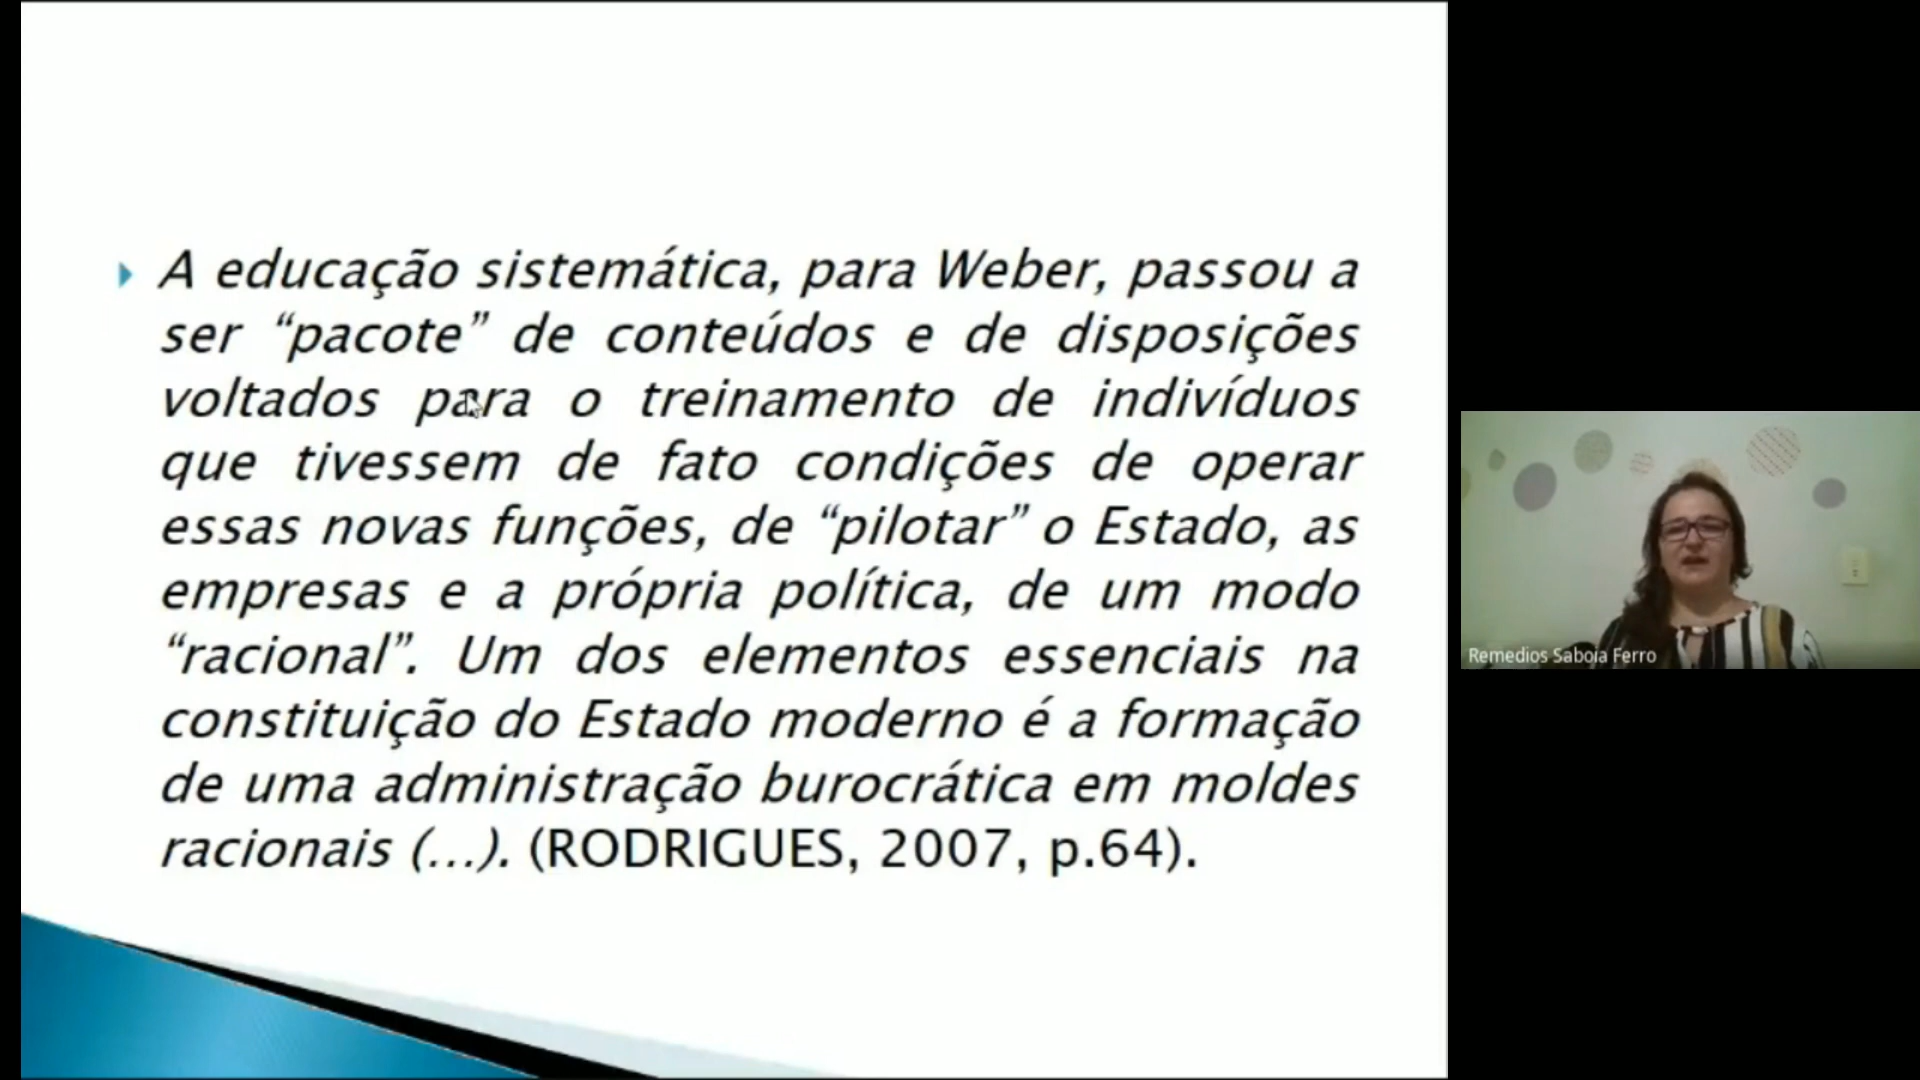 A educação sistemática, para Weber, passou a
ser “pacote” de conteúdos e de disposições
voltados para o treinamento de indivíduos
que tivessem de fato condições de operar
essas novas funções, de “pilotar” o Estado, as
empresas e a própria política, de um modo
“racional”. Um dos elementos essenciais na
constituição do Estado moderno é a formação
de uma administração burocrática em moldes
racionais (...). (RODRIGUES, 2007, p.64).
Remedios Saboia Ferro